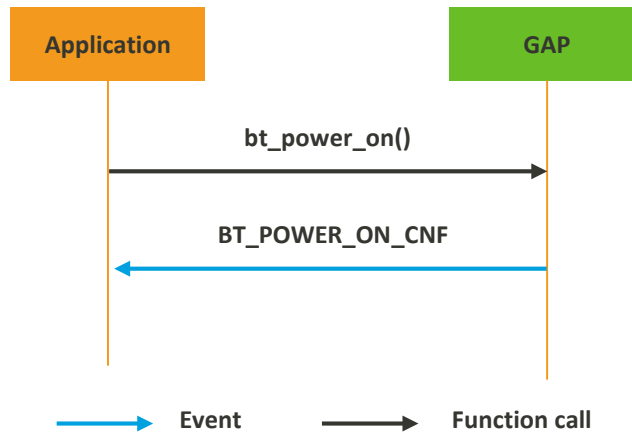 Application
GAP
bt_power_on()
BT_POWER_ON_CNF
Event
Function call